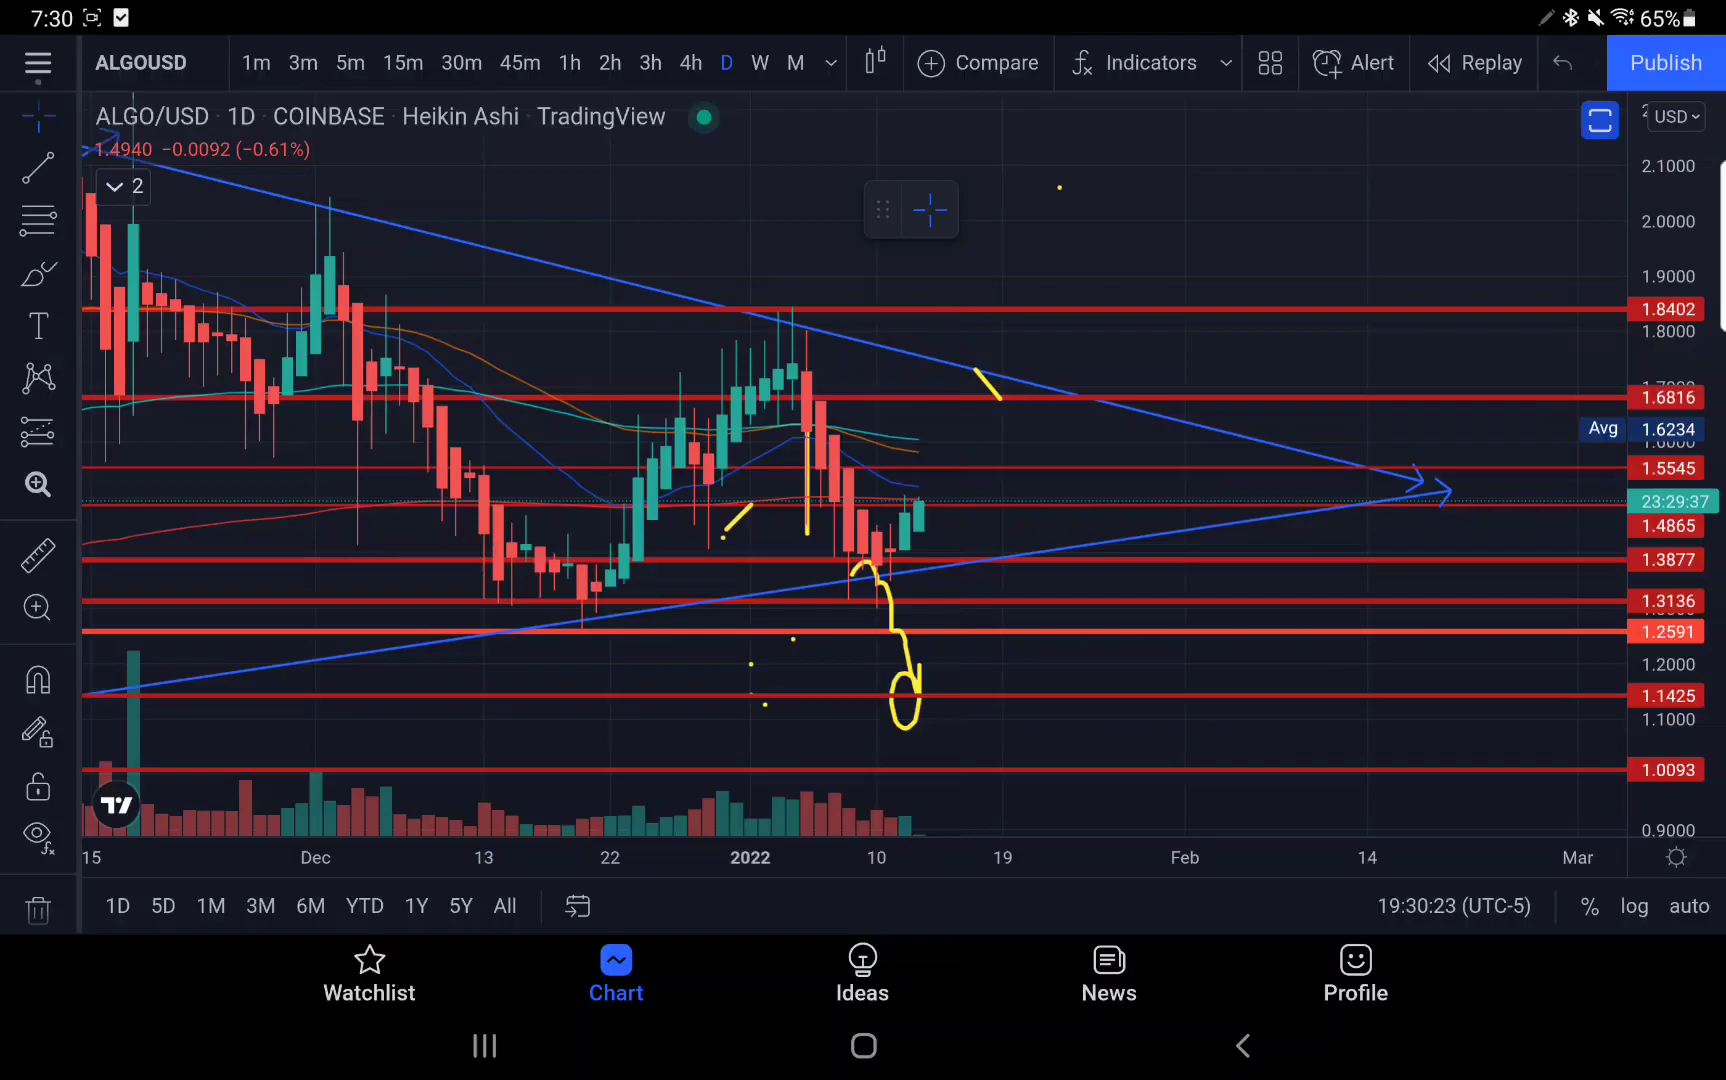 7:30 65%
ALGOUSD 1m 3m 5m 15m 30m 45m 1h 2h 3h 4h D W M Compare Indicators Alert Replay Publish
ALGO/USD · 1D · COINBASE · Heikin Ashi · TradingView
USD
1.4940 −0.0092 (−0.61%)
2
2.1000
2.0000
1.9000
1.8402
1.8000
1.6816
Avg 1.6234
1.5545
23:29:37
1.4865
1.3877
1.3136
1.2591
1.2000
1.1425
1.1000
1.0093
0.9000
15 Dec 13 22 2022 10 19 Feb 14 Mar
1D 5D 1M 3M 6M YTD 1Y 5Y All 19:30:23 (UTC-5) % log auto
Watchlist Chart Ideas News Profile